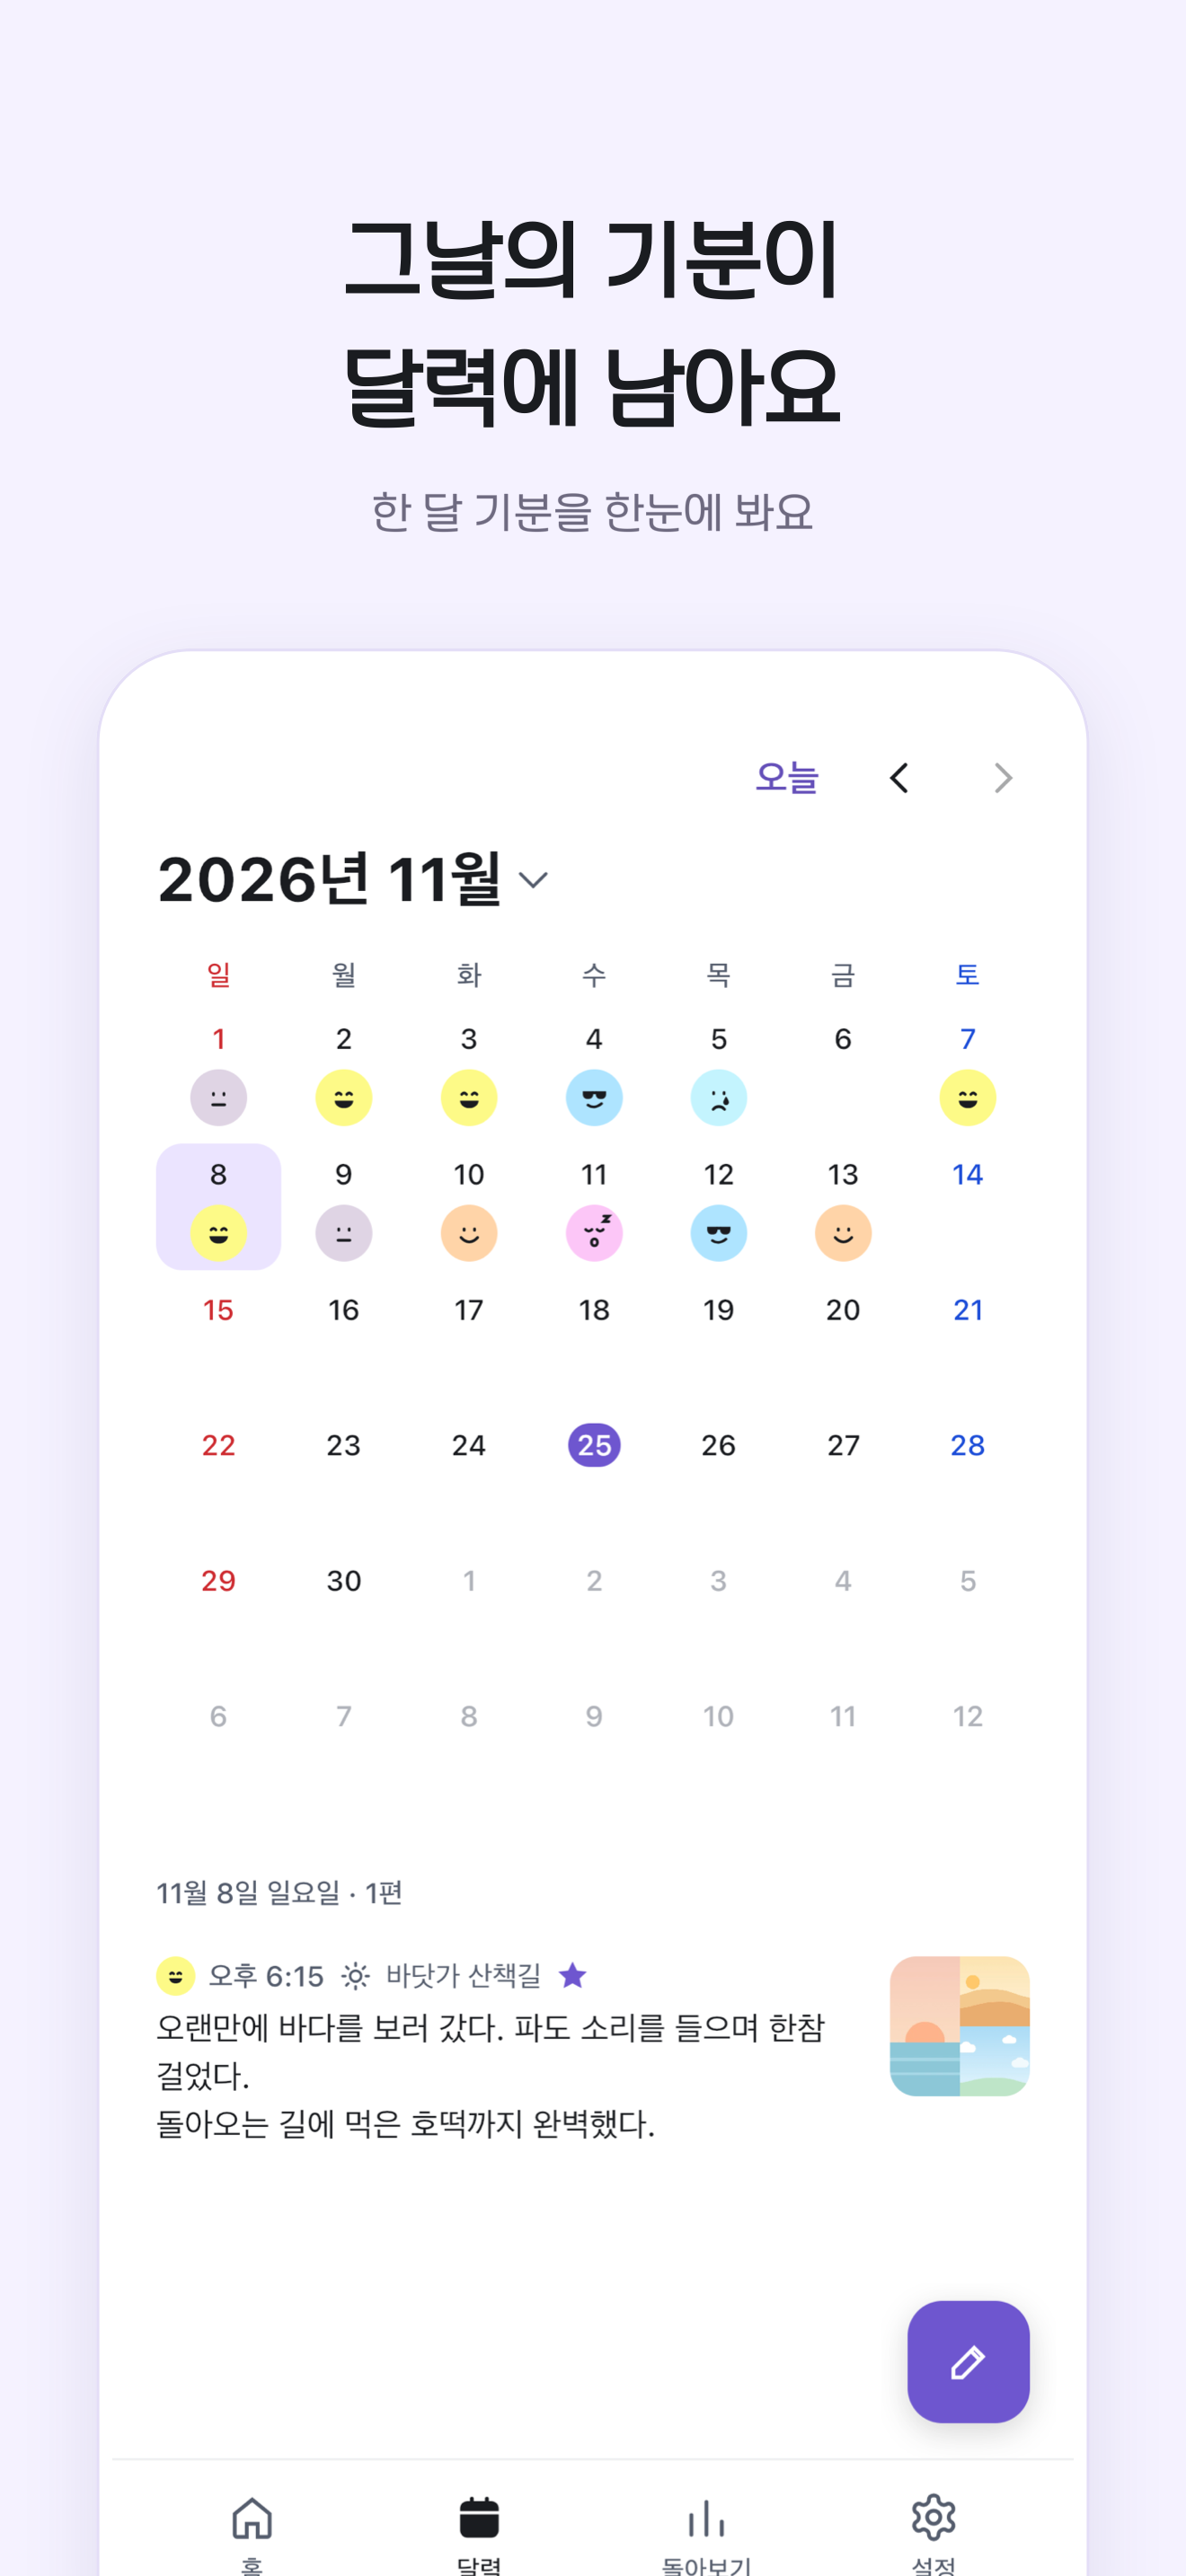 그날의 기분이
달력에 남아요
한 달 기분을 한눈에 봐요
오늘
2026년 11월
일 월 화 수 목 금 토
1 2 3 4 5 6 7
8 9 10 11 12 13 14
15 16 17 18 19 20 21
22 23 24 25 26 27 28
29 30 1 2 3 4 5
6 7 8 9 10 11 12
11월 8일 일요일 · 1편
오후 6:15 바닷가 산책길
오랜만에 바다를 보러 갔다. 파도 소리를 들으며 한참
걸었다.
돌아오는 길에 먹은 호떡까지 완벽했다.
홈 달력 돌아보기 설정